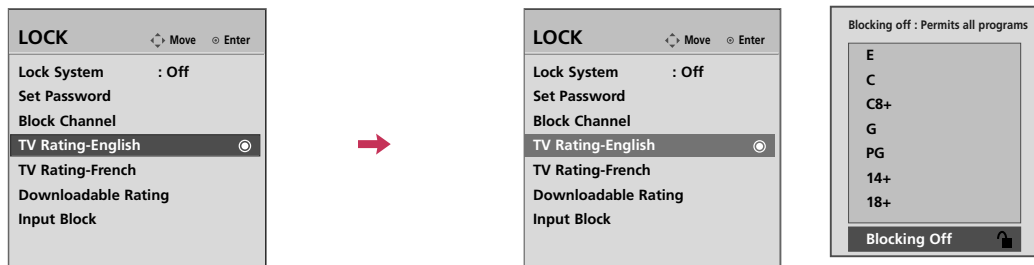 LOCK Move Enter
Lock System : Off
Set Password
Block Channel
TV Rating-English
TV Rating-French
Downloadable Rating
Input Block
LOCK Move Enter
Lock System : Off
Set Password
Block Channel
TV Rating-English
TV Rating-French
Downloadable Rating
Input Block
Blocking off : Permits all programs
E
C
C8+
G
PG
14+
18+
Blocking Off